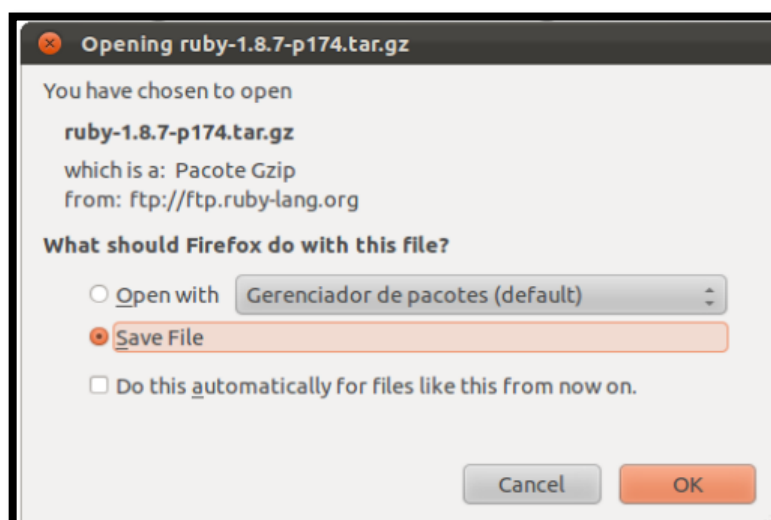 Opening ruby-1.8.7-p174.tar.gz
You have chosen to open
ruby-1.8.7-p174.tar.gz
which is a: Pacote Gzip
from: ftp://ftp.ruby-lang.org
What should Firefox do with this file?
Open with Gerenciador de pacotes (default)
Save File
Do this automatically for files like this from now on.
Cancel OK